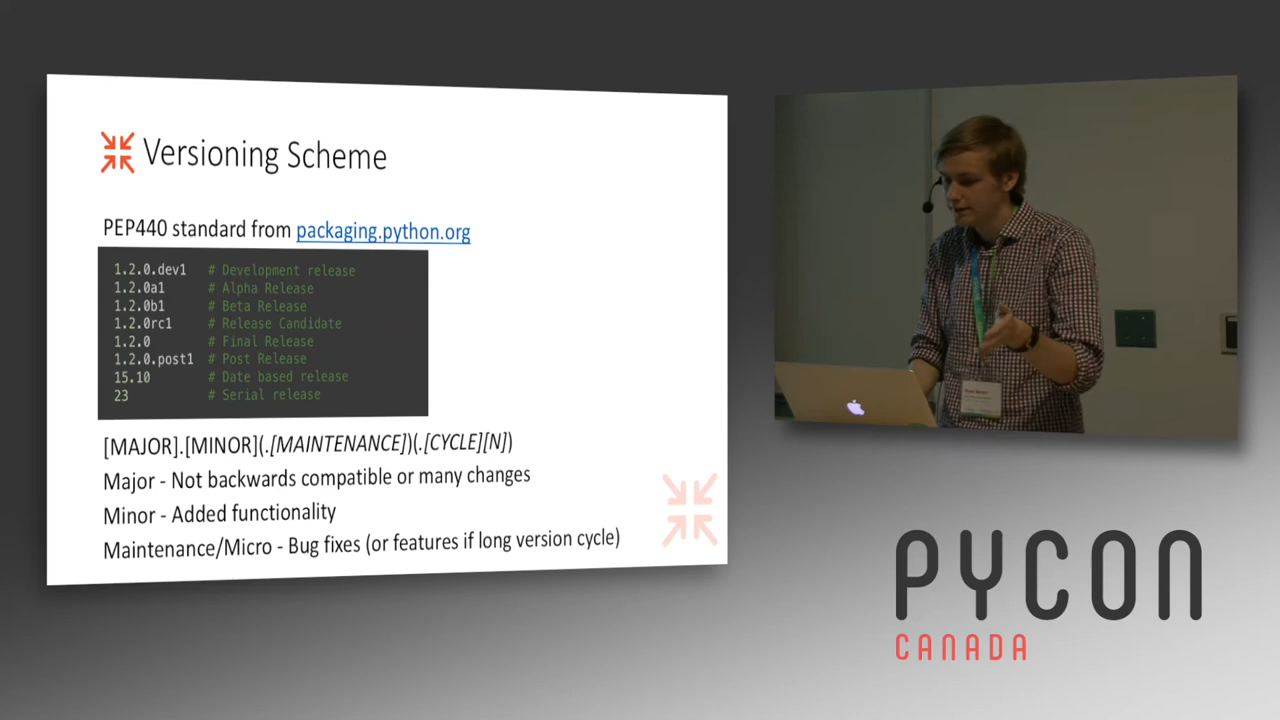 Versioning Scheme
PEP440 standard from packaging.python.org
1.2.0.dev1 # Development release
1.2.0a1 # Alpha Release
1.2.0b1 # Beta Release
1.2.0rc1 # Release Candidate
1.2.0 # Final Release
1.2.0.post1 # Post Release
15.10 # Date based release
23 # Serial release
[MAJOR].[MINOR](.[MAINTENANCE])(.[CYCLE][N])
Major - Not backwards compatible or many changes
Minor - Added functionality
Maintenance/Micro - Bug fixes (or features if long version cycle)
PYCON
CANADA